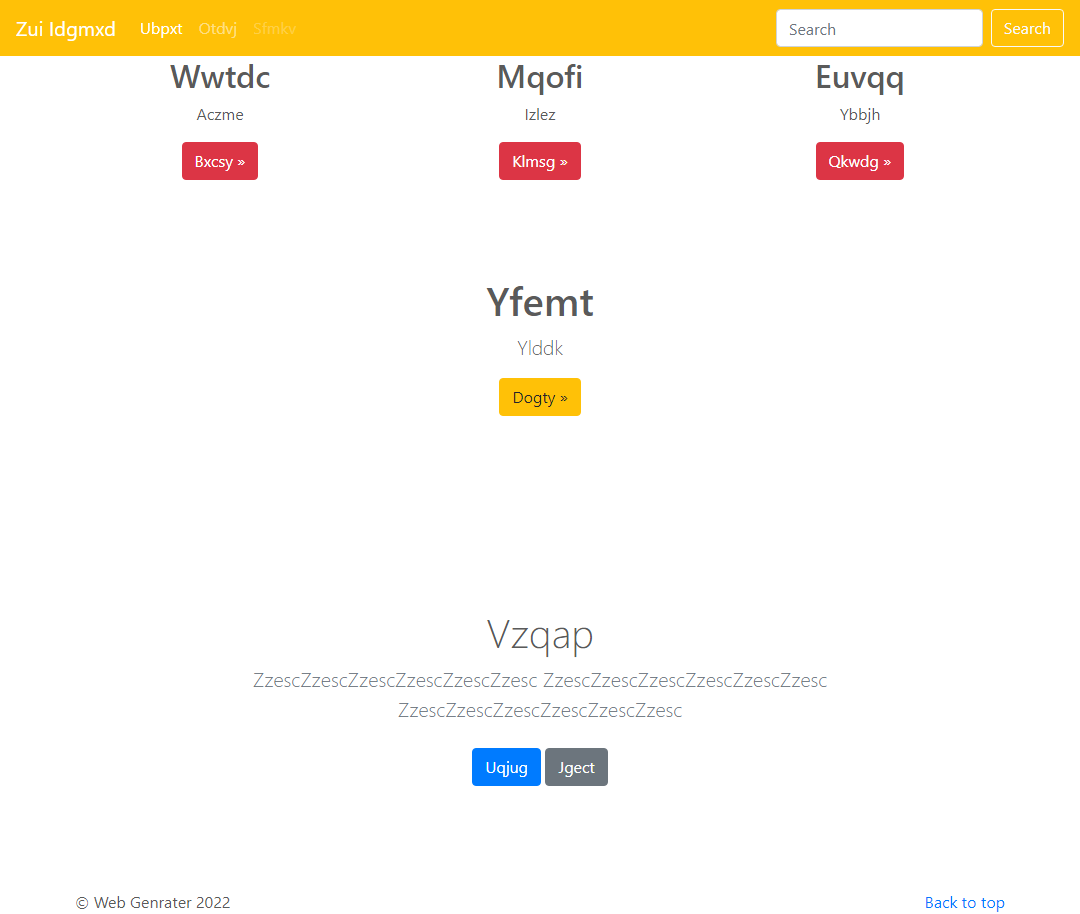 Zui Idgmxd Ubpxt Otdvj Sfmkv Search Search
Wwtdc Mqofi Euvqq
Aczme Izlez Ybbjh
Bxcsy » Klmsg » Qkwdg »
Yfemt
Ylddk
Dogty »
Vzqap
ZzescZzescZzescZzescZzescZzesc ZzescZzescZzescZzescZzescZzesc
ZzescZzescZzescZzescZzescZzesc
Uqjug Jgect
© Web Genrater 2022 Back to top